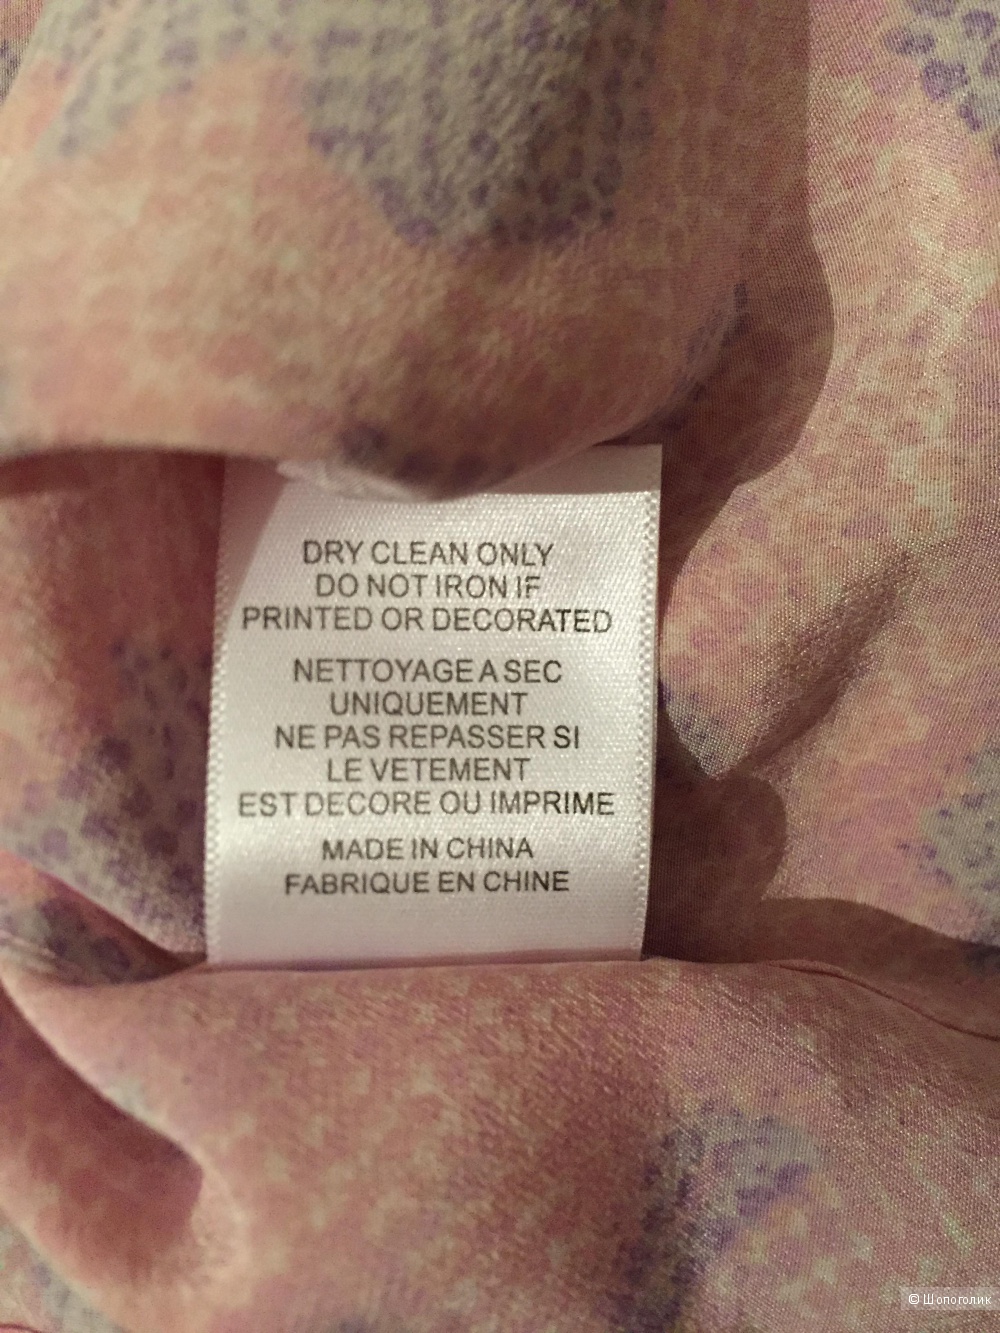 DRY CLEAN ONLY
DO NOT IRON IF
PRINTED OR DECORATED
NETTOYAGE A SEC
UNIQUEMENT
NE PAS REPASSER SI
LE VETEMENT
EST DECORE OU IMPRIME
MADE IN CHINA
FABRIQUE EN CHINE
© Шопоголик